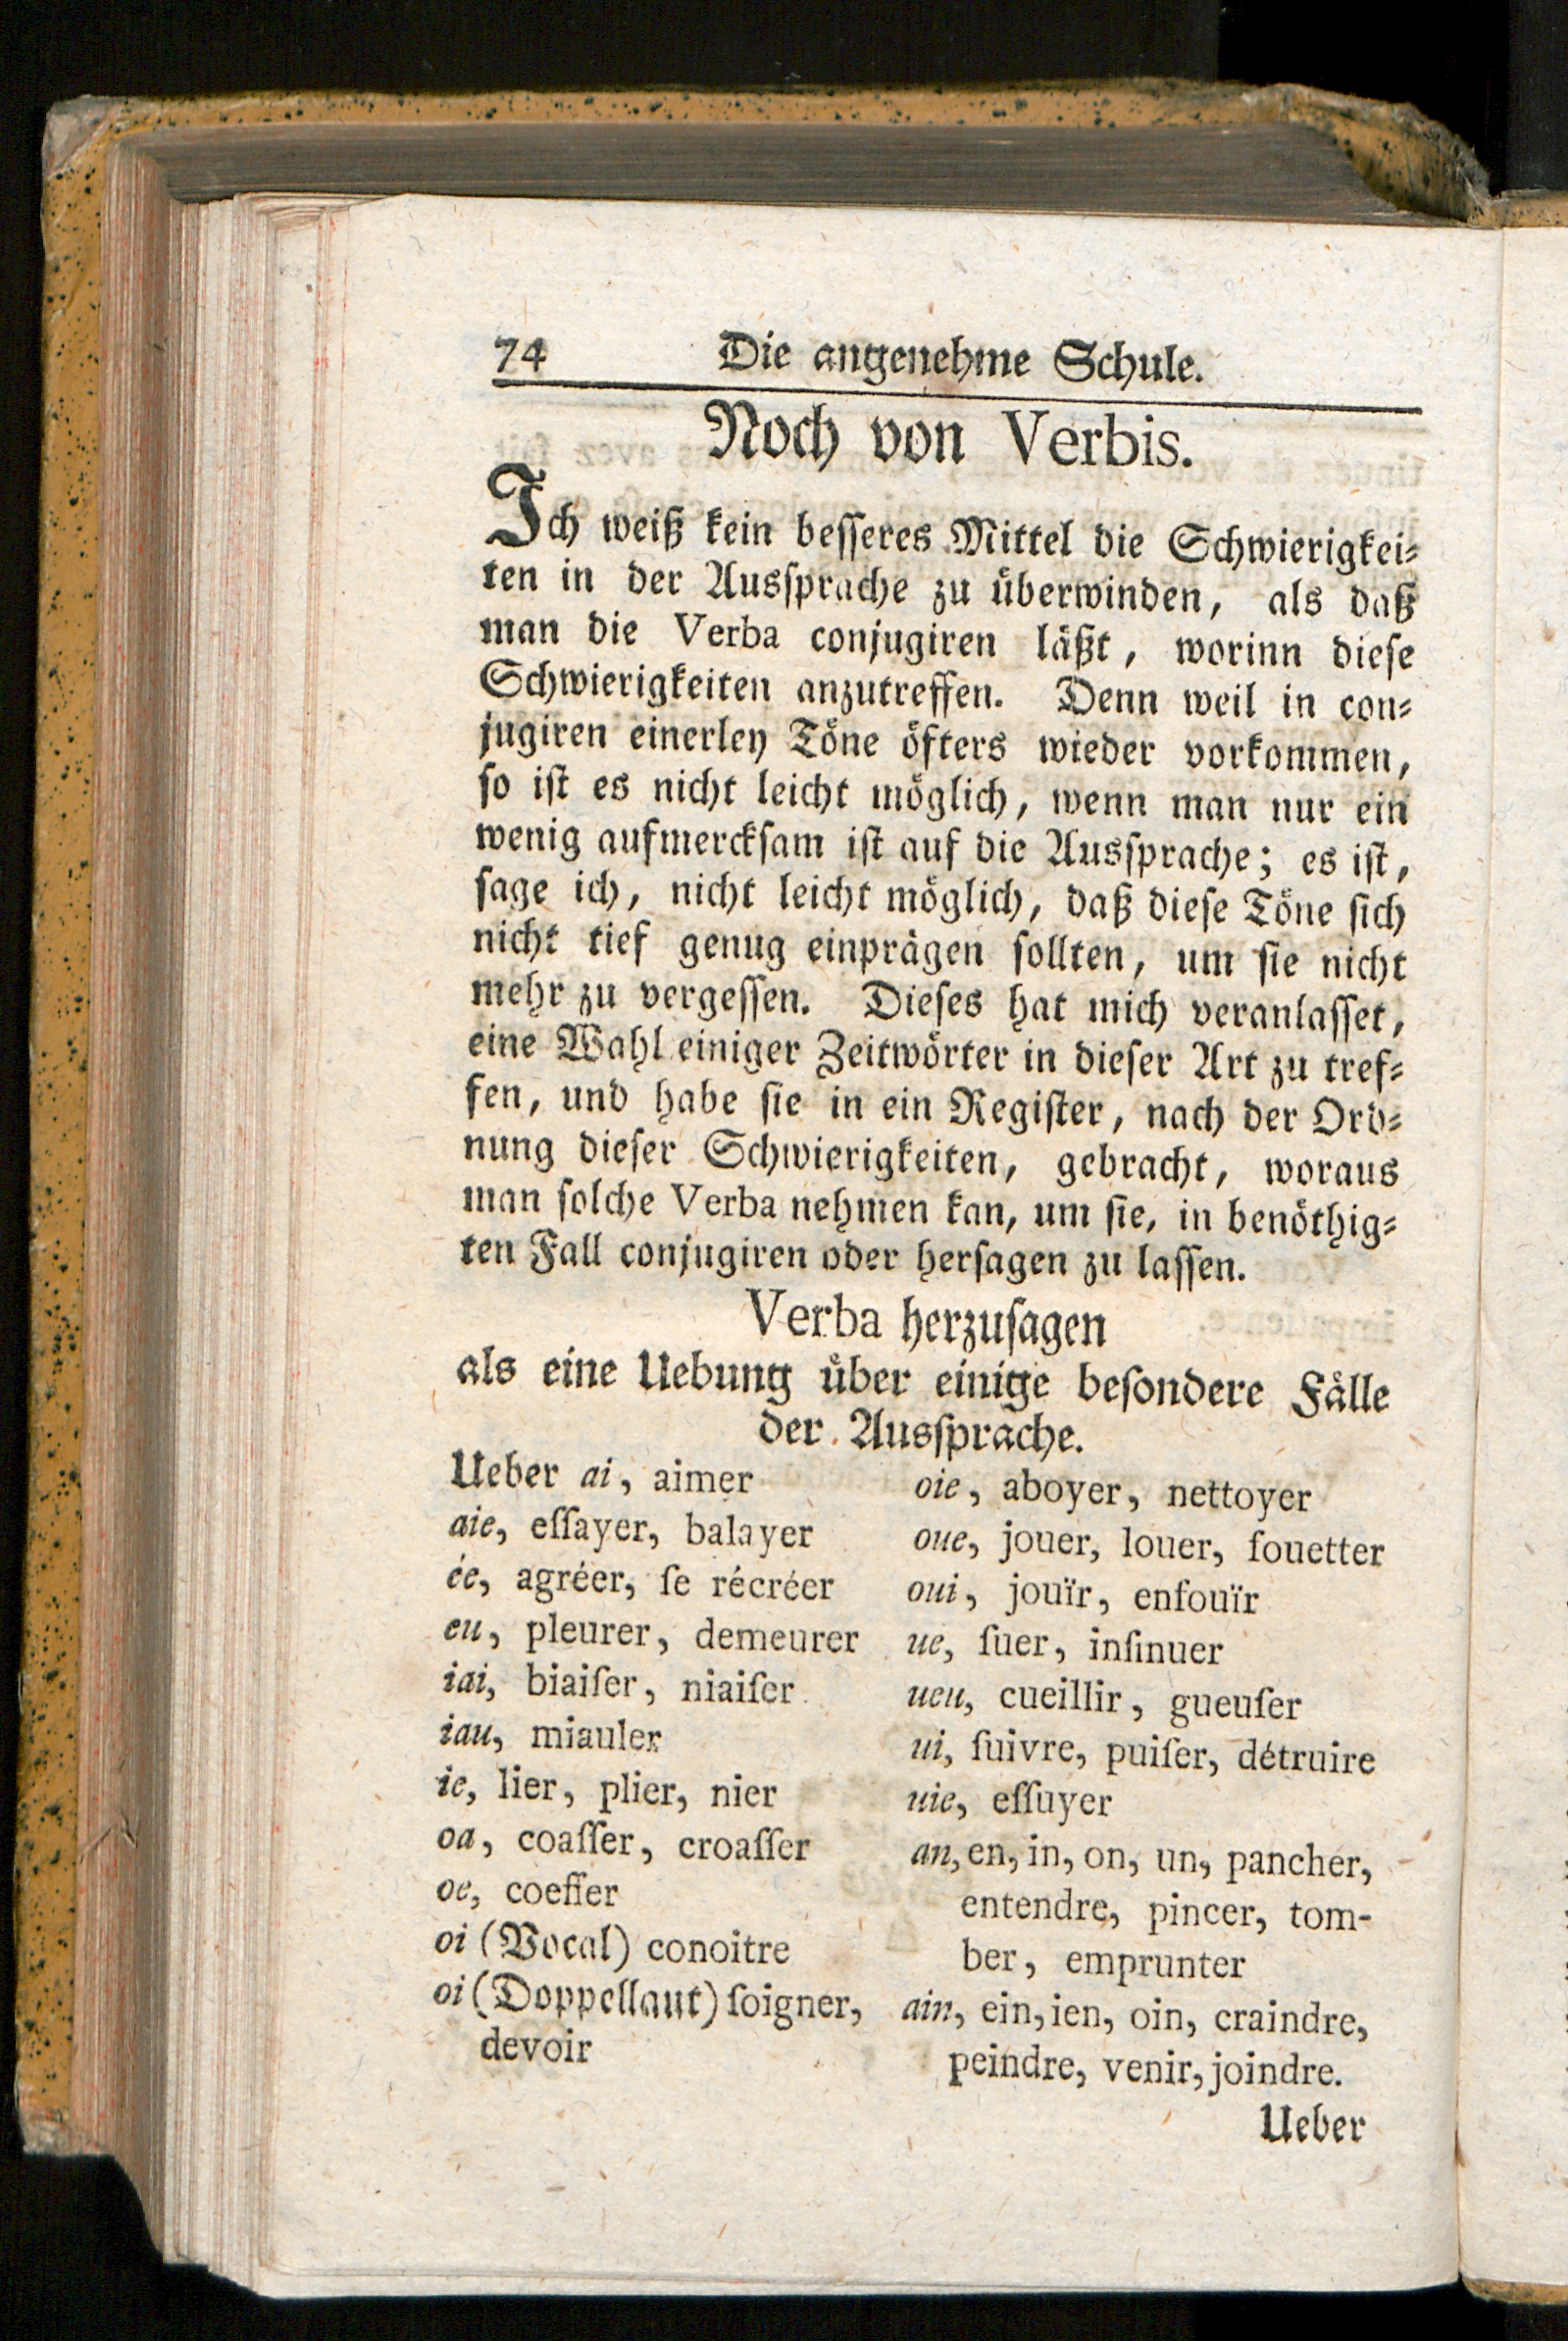 74 Die angenehme Schule.
Noch von Verbis.
Ich weiß kein beſſeres Mittel die Schwierigkei⸗
ten in der Ausſprache zu überwinden, als daß
man die Verba conjugiren läßt, worinn dieſe
Schwierigkeiten anzutreffen. Denn weil in con⸗
jugiren einerley Töne öfters wieder vorkommen,
ſo iſt es nicht leicht möglich, wenn man nur ein
wenig aufmerckſam iſt auf die Ausſprache; es iſt,
ſage ich, nicht leicht möglich, daß dieſe Töne ſich
nicht tief genug einprägen ſollten, um ſie nicht
mehr zu vergeſſen. Dieſes hat mich veranlaſſet,
eine Wahl einiger Zeitwörter in dieſer Art zu tref⸗
fen, und habe ſie in ein Regiſter, nach der Ord⸗
nung dieſer Schwierigkeiten, gebracht, woraus
man ſolche Verba nehmen kan, um ſie, in benöthig⸗
ten Fall conjugiren oder herſagen zu laſſen.
Verba herzuſagen
als eine Uebung über einige beſondere Fälle
der Ausſprache.
Ueber ai, aimer
aie, eſſayer, balayer
ée, agréer, ſe récréer
eu, pleurer, demeurer
iai, biaiſer, niaiſer
iau, miauler
ie, lier, plier, nier
oa, coaſſer, croaſſer
oe, coeffer
oi (Vocal) conoitre
oi (Doppellaut) ſoigner,
devoir
oie, aboyer, nettoyer
oue, jouer, louer, fouetter
oui, jouïr, enfouïr
ue, ſuer, inſinuer
ueu, cueillir, gueuſer
ui, ſuivre, puiſer, détruire
uie, eſſuyer
an, en, in, on, un, pancher,
entendre, pincer, tom-
ber, emprunter
ain, ein, ien, oin, craindre,
peindre, venir, joindre.
Ueber